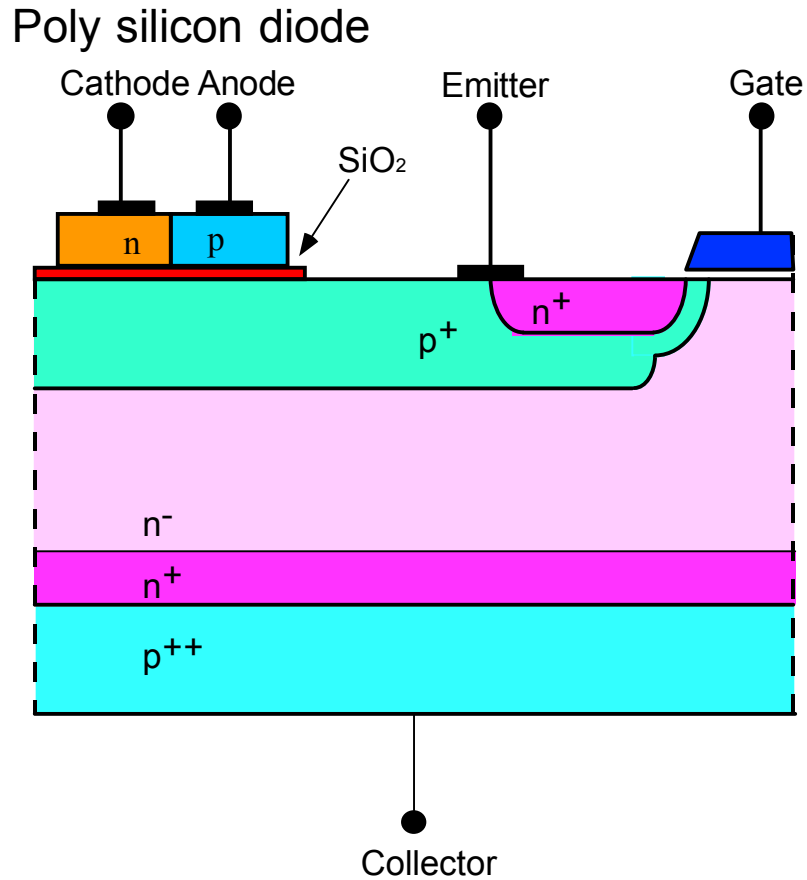 Poly silicon diode
Cathode Anode Emitter Gate
SiO₂
n p
n⁺
p⁺
n⁻
n⁺
p⁺⁺
Collector